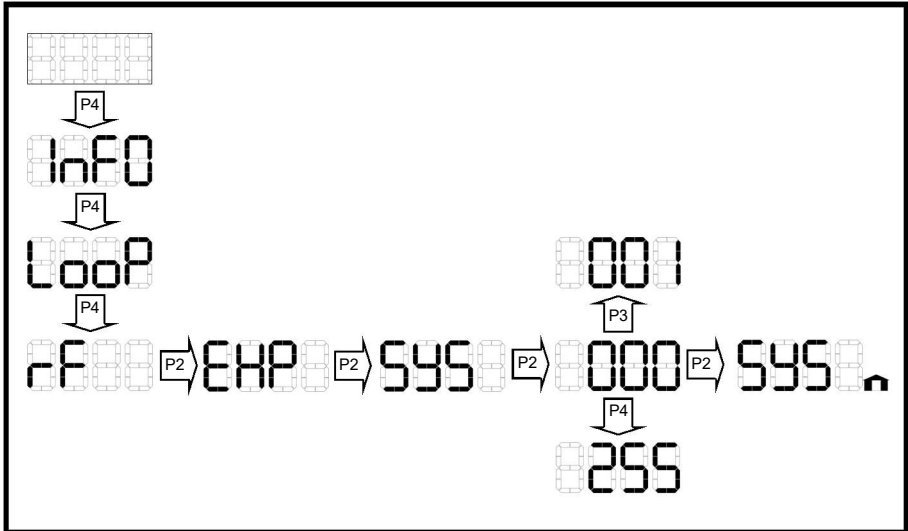 P4
InFO
P4
LooP
001
P4
P3
rF P2 EHP P2 SYS P2 000 P2 SYS
P4
255